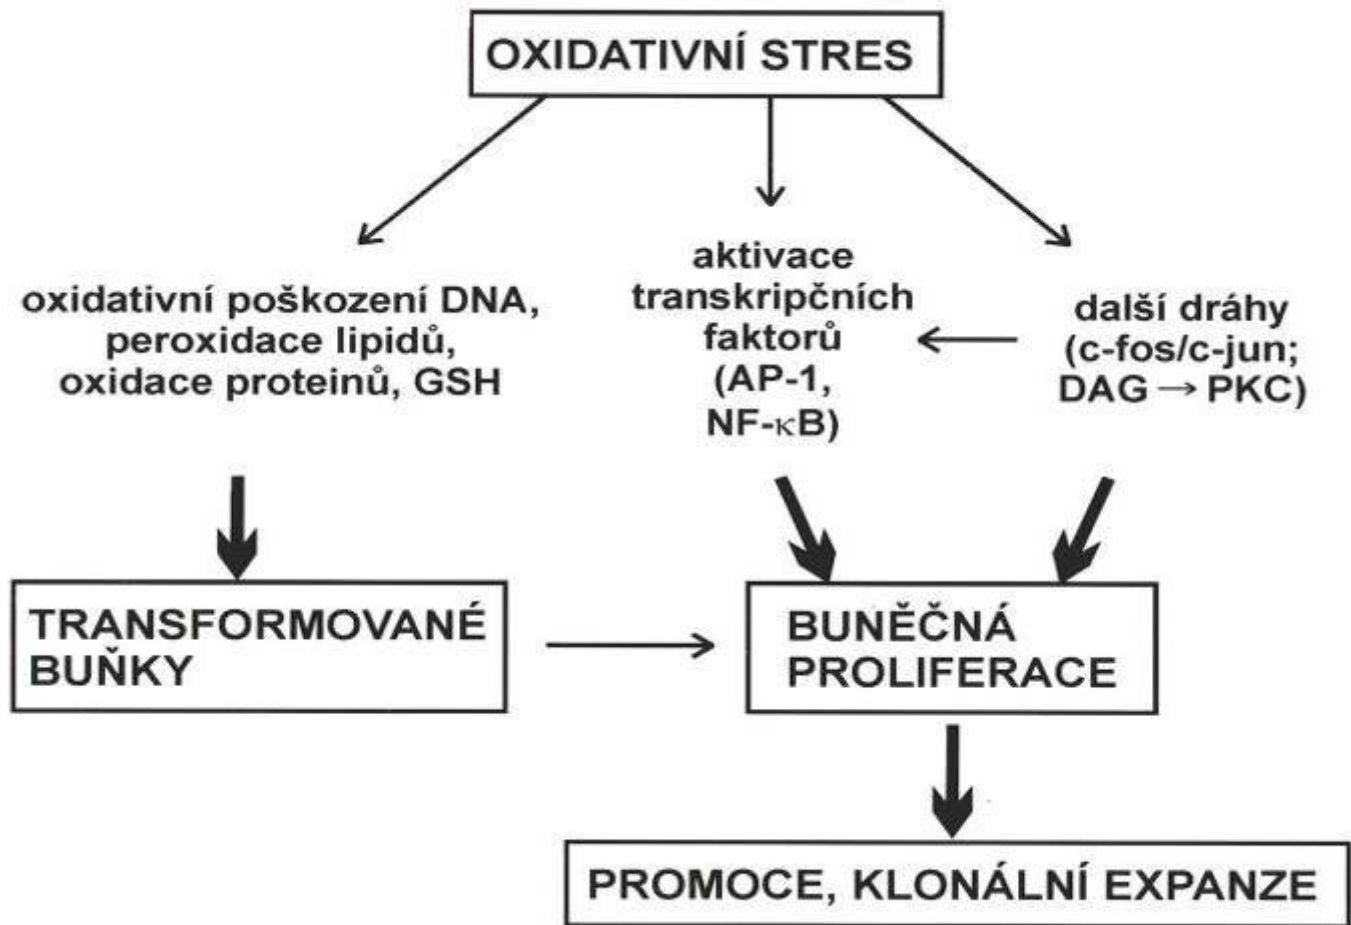 OXIDATIVNÍ STRES
oxidativní poškození DNA,
peroxidace lipidů,
oxidace proteinů, GSH
aktivace
transkripčních
faktorů
(AP-1,
NF-κB)
další dráhy
(c-fos/c-jun;
DAG → PKC)
TRANSFORMOVANÉ
BUŇKY
BUNĚČNÁ
PROLIFERACE
PROMOCE, KLONÁLNÍ EXPANZE